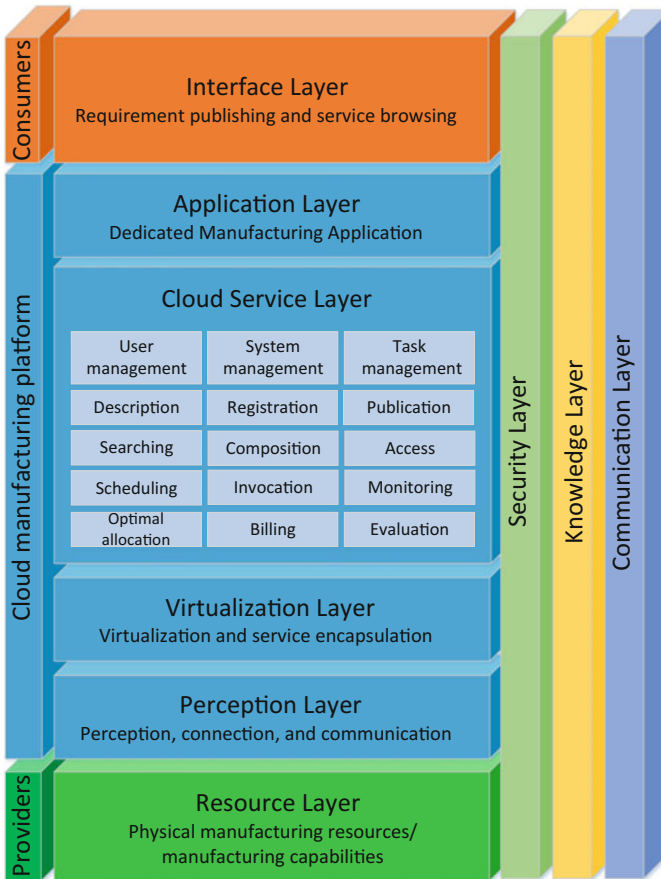 Consumers
Interface Layer
Requirement publishing and service browsing
Cloud manufacturing platform
Application Layer
Dedicated Manufacturing Application
Cloud Service Layer
User
management
System
management
Task
management
Description
Registration
Publication
Searching
Composition
Access
Scheduling
Invocation
Monitoring
Optimal
allocation
Billing
Evaluation
Virtualization Layer
Virtualization and service encapsulation
Perception Layer
Perception, connection, and communication
Providers
Resource Layer
Physical manufacturing resources/
manufacturing capabilities
Security Layer
Knowledge Layer
Communication Layer